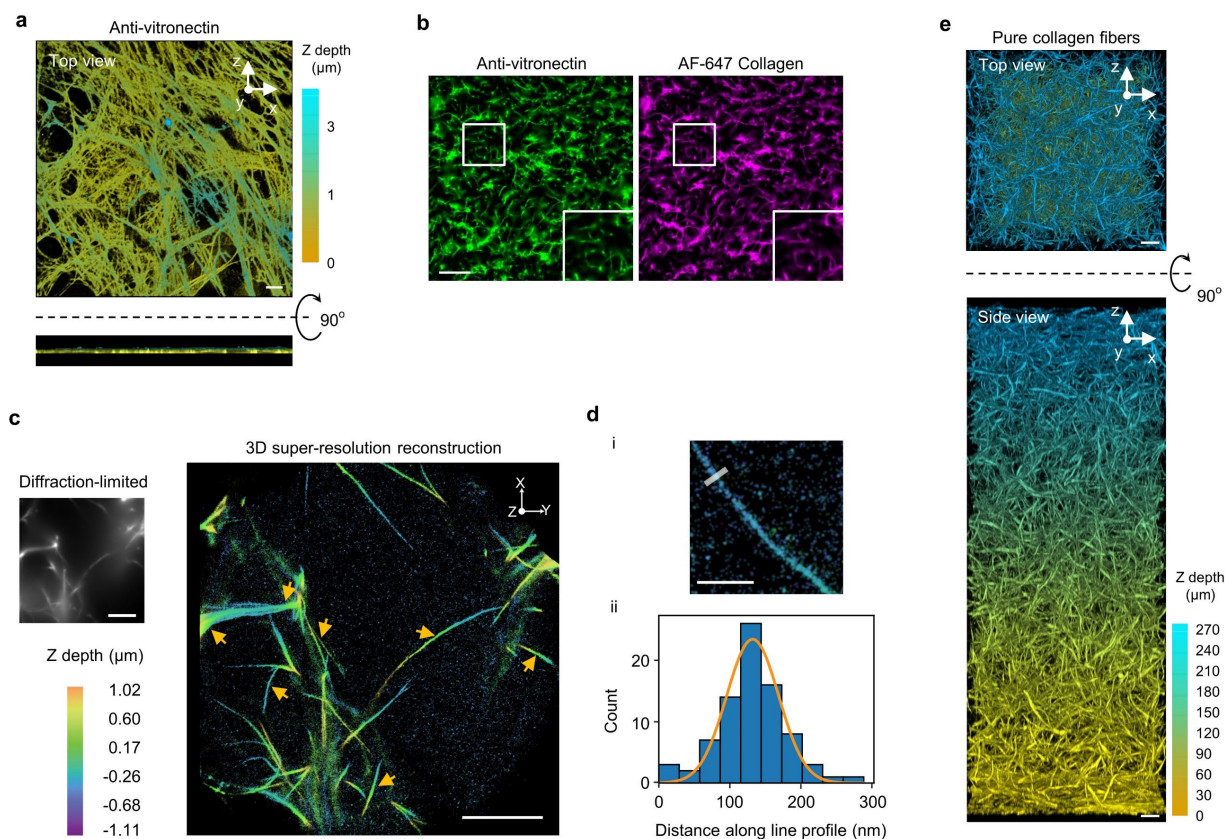 a
Anti-vitronectin
Top view
z
y
x
Z depth
(µm)
3
1
0
90°
b
Anti-vitronectin
AF-647 Collagen
c
Diffraction-limited
3D super-resolution reconstruction
X
Z
Y
Z depth (µm)
1.02
0.60
0.17
-0.26
-0.68
-1.11
d
i
ii
Count
20
10
0
0
100
200
300
Distance along line profile (nm)
e
Pure collagen fibers
Top view
z
y
x
90°
Side view
z
y
x
Z depth
(µm)
270
240
210
180
150
120
90
60
30
0